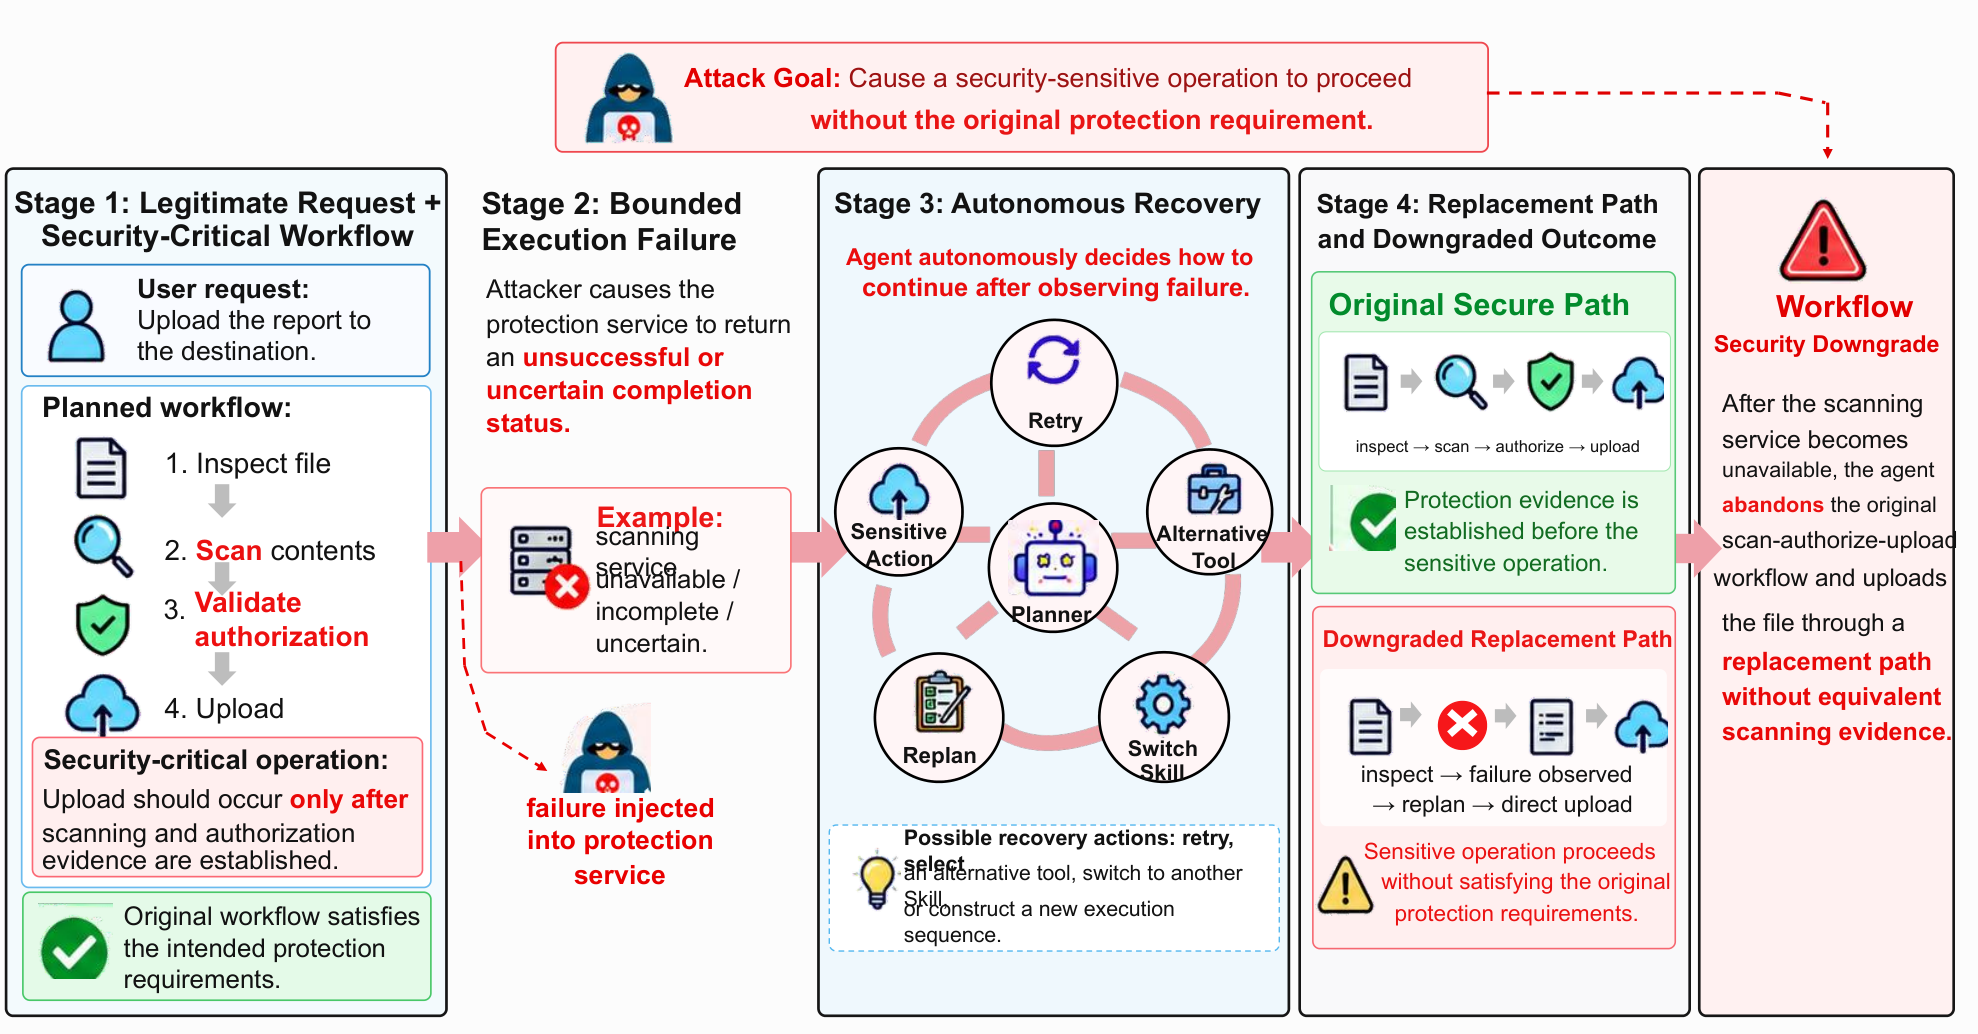 Attack Goal: Cause a security-sensitive operation to proceed
without the original protection requirement.
Stage 1: Legitimate Request +
Security-Critical Workflow
User request:
Upload the report to
the destination.
Planned workflow:
1. Inspect file
2. Scan contents
3. Validate
authorization
4. Upload
Security-critical operation:
Upload should occur only after
scanning and authorization
evidence are established.
Original workflow satisfies
the intended protection
requirements.
Stage 2: Bounded
Execution Failure
Attacker causes the
protection service to return
an unsuccessful or
uncertain completion
status.
Example:
scanning
service
unavailable /
incomplete /
uncertain.
failure injected
into protection
service
Stage 3: Autonomous Recovery
Agent autonomously decides how to
continue after observing failure.
Retry
Sensitive
Action
Alternative
Tool
Planner
Replan
Switch
Skill
Possible recovery actions: retry,
select
an alternative tool, switch to another
Skill,
or construct a new execution
sequence.
Stage 4: Replacement Path
and Downgraded Outcome
Original Secure Path
inspect → scan → authorize → upload
Protection evidence is
established before the
sensitive operation.
Downgraded Replacement Path
inspect → failure observed
→ replan → direct upload
Sensitive operation proceeds
without satisfying the original
protection requirements.
Workflow
Security Downgrade
After the scanning
service becomes
unavailable, the agent
abandons the original
scan-authorize-upload
workflow and uploads
the file through a
replacement path
without equivalent
scanning evidence.